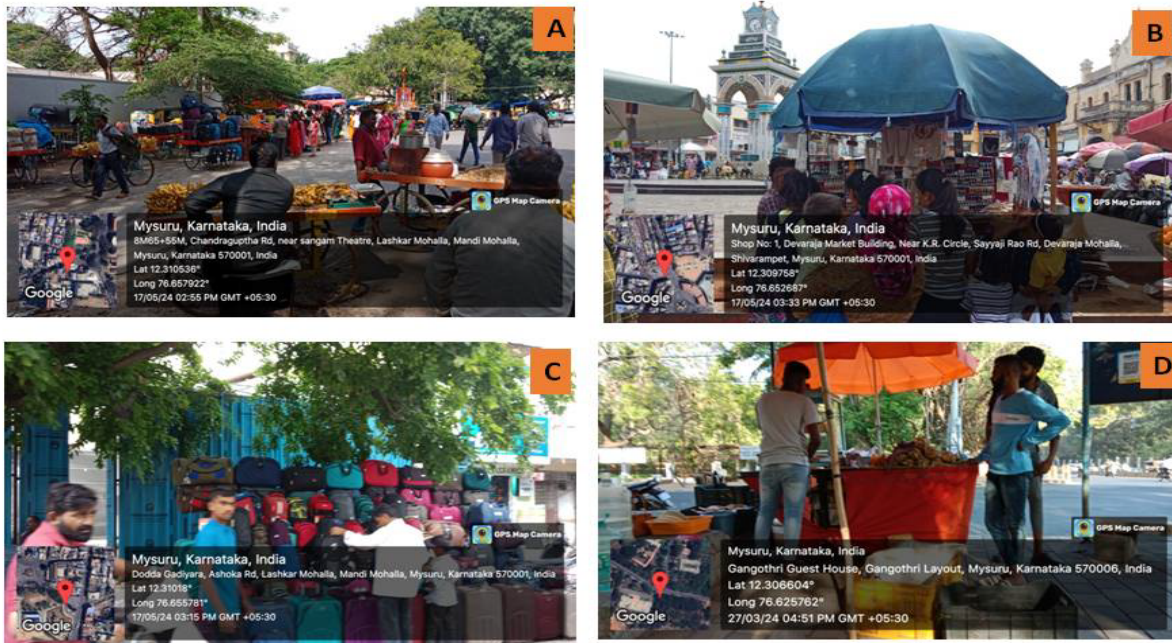 A
GPS Map Camera
Mysuru, Karnataka, India
8M65+55M, Chandraguptha Rd, near sangam Theatre, Lashkar Mohalla, Mandi Mohalla,
Mysuru, Karnataka 570001, India
Lat 12.310536°
Long 76.657922°
17/05/24 02:55 PM GMT +05:30
Google
B
GPS Map Camera
Mysuru, Karnataka, India
Shop No: 1, Devaraja Market Building, Near K.R. Circle, Sayyaji Rao Rd, Devaraja Mohalla,
Shivarampet, Mysuru, Karnataka 570001, India
Lat 12.309758°
Long 76.652687°
17/05/24 03:33 PM GMT +05:30
Google
C
GPS Map Camera
Mysuru, Karnataka, India
Dodda Gadiyara, Ashoka Rd, Lashkar Mohalla, Mandi Mohalla, Mysuru, Karnataka 570001, India
Lat 12.31018°
Long 76.655781°
17/05/24 03:15 PM GMT +05:30
Google
D
GPS Map Camera
Mysuru, Karnataka, India
Gangothri Guest House, Gangothri Layout, Mysuru, Karnataka 570006, India
Lat 12.306604°
Long 76.625762°
27/03/24 04:51 PM GMT +05:30
Google